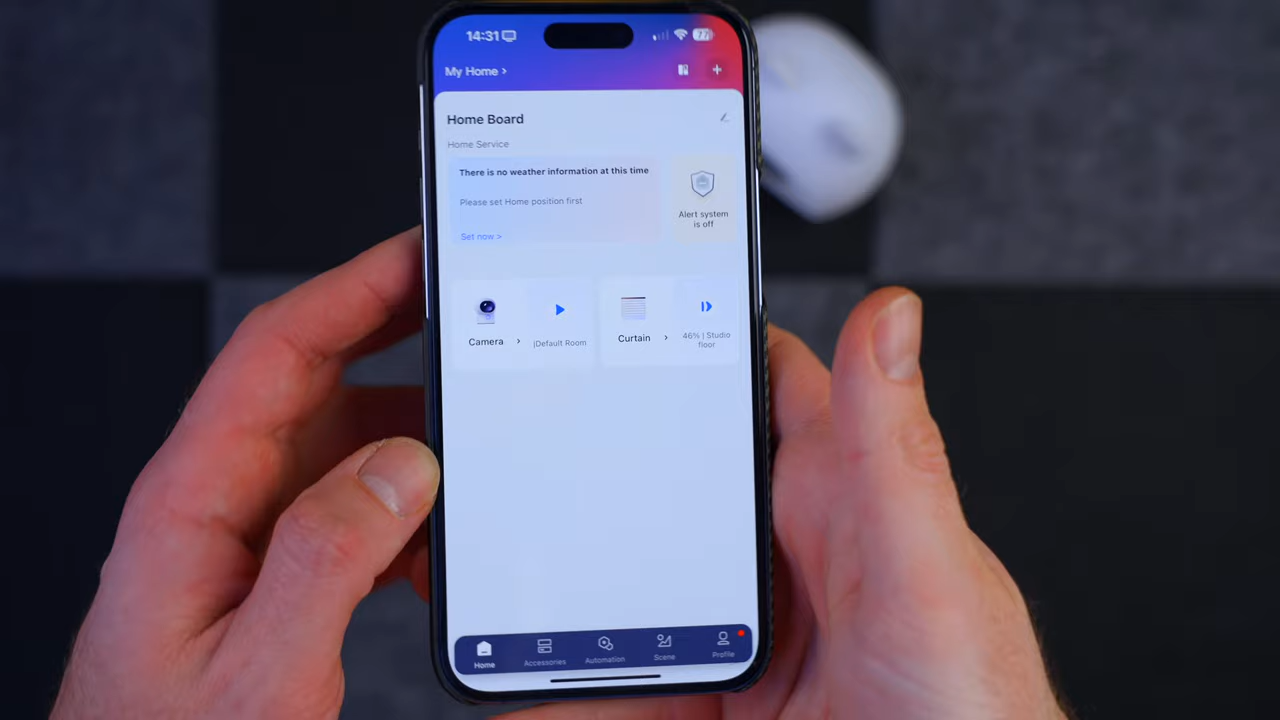 14:31
77
My Home >
+
Home Board
Home Service
There is no weather information at this time
Please set Home position first
Set now >
Alert system
is off
Camera >
|Default Room
Curtain >
46% | Studio
floor
Home
Accessories
Automation
Scene
Profile